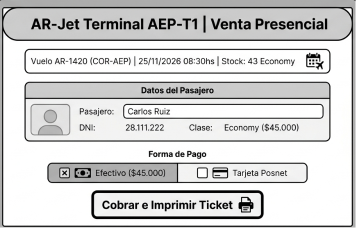 AR-Jet Terminal AEP-T1 | Venta Presencial
Vuelo AR-1420 (COR-AEP) | 25/11/2026 08:30hs | Stock: 43 Economy
Datos del Pasajero
Pasajero: Carlos Ruiz
DNI: 28.111.222 Clase: Economy ($45.000)
Forma de Pago
Efectivo ($45.000) Tarjeta Posnet
Cobrar e Imprimir Ticket